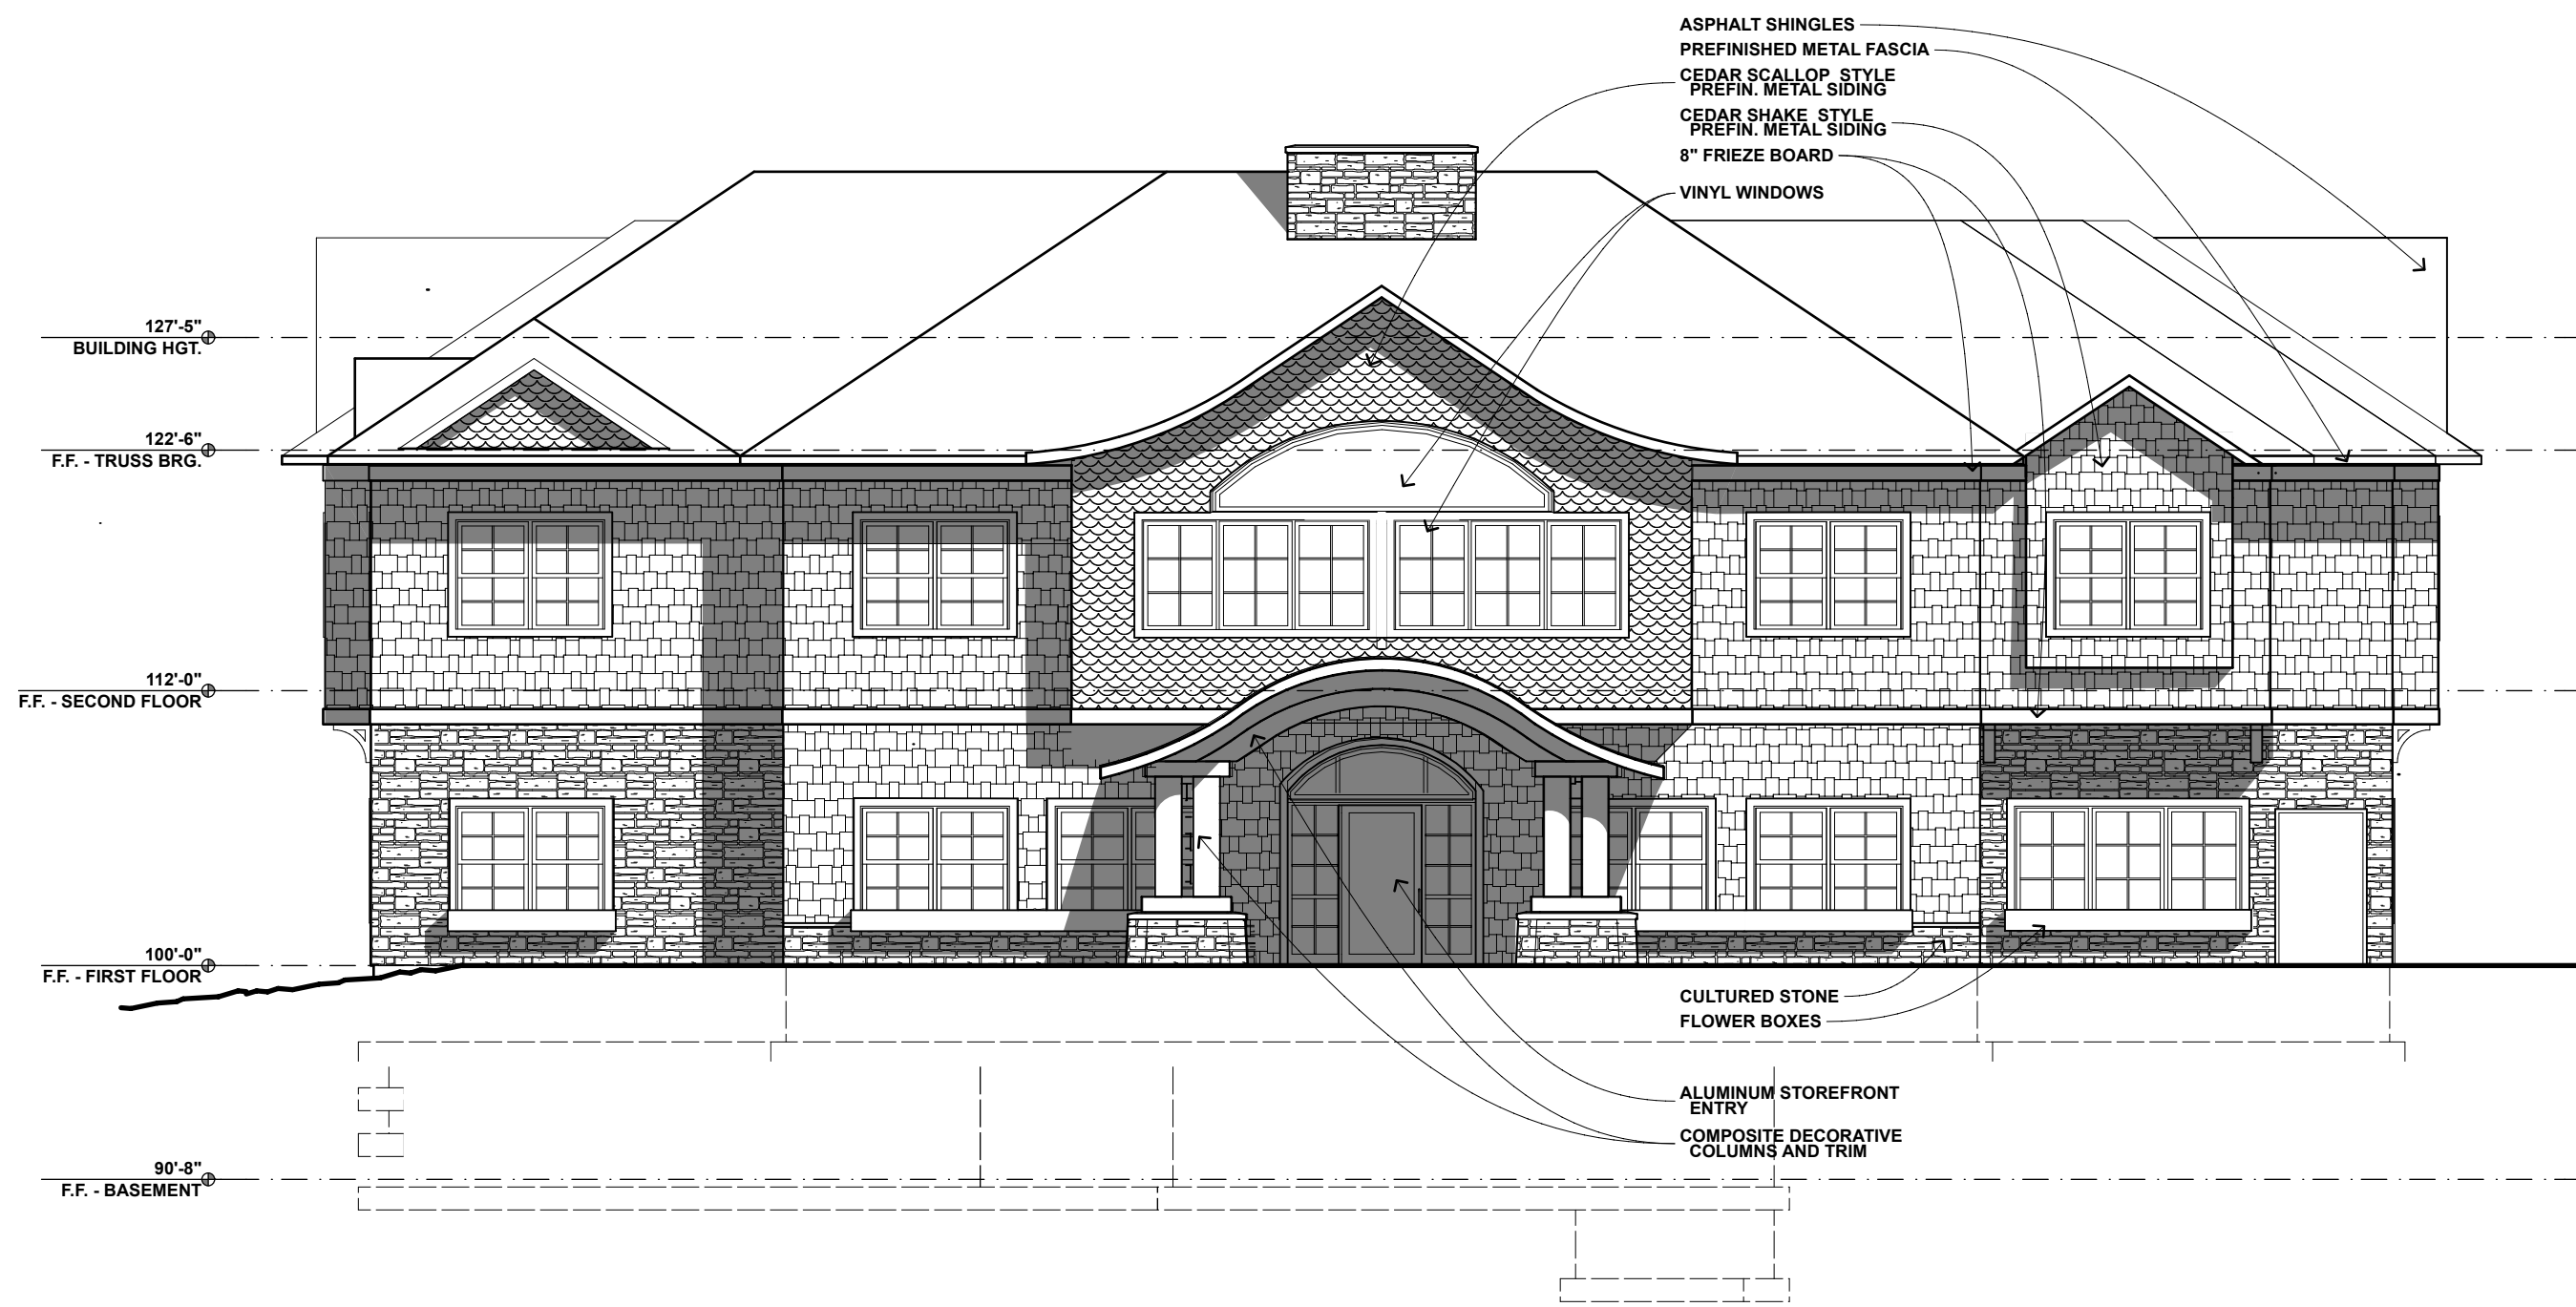 ASPHALT SHINGLES
PREFINISHED METAL FASCIA
CEDAR SCALLOP STYLE
PREFIN. METAL SIDING
CEDAR SHAKE STYLE
PREFIN. METAL SIDING
8" FRIEZE BOARD
VINYL WINDOWS
127'-5"
BUILDING HGT.
122'-6"
F.F. - TRUSS BRG.
112'-0"
F.F. - SECOND FLOOR
100'-0"
F.F. - FIRST FLOOR
CULTURED STONE
FLOWER BOXES
ALUMINUM STOREFRONT
ENTRY
COMPOSITE DECORATIVE
COLUMNS AND TRIM
90'-8"
F.F. - BASEMENT